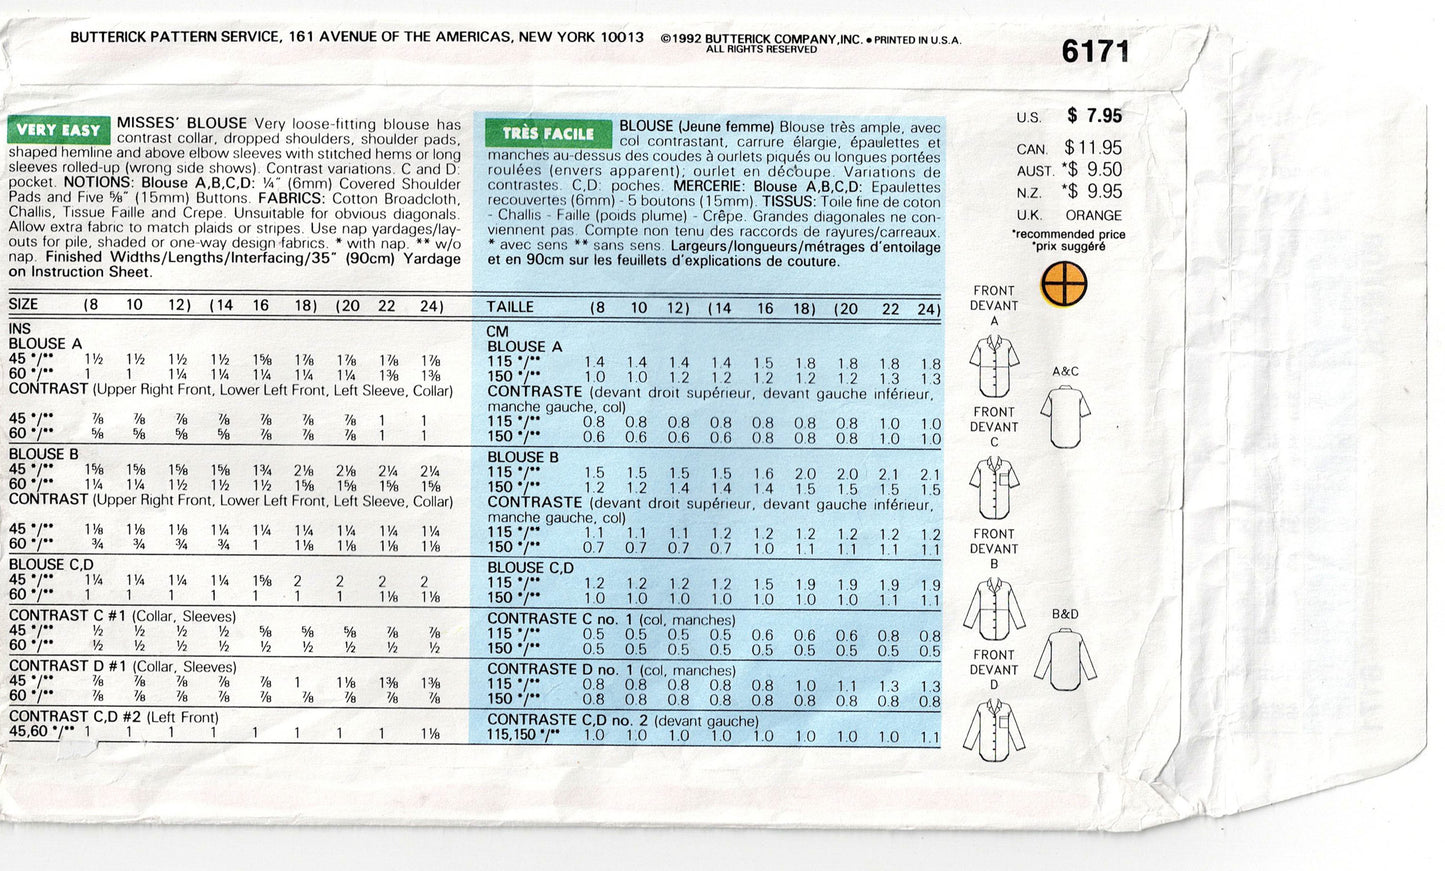 BUTTERICK PATTERN SERVICE, 161 AVENUE OF THE AMERICAS, NEW YORK 10013 ©1992 BUTTERICK COMPANY,INC. • PRINTED IN U.S.A.
ALL RIGHTS RESERVED
6171
VERY EASY MISSES' BLOUSE Very loose-fitting blouse has
contrast collar, dropped shoulders, shoulder pads,
shaped hemline and above elbow sleeves with stitched hems or long
sleeves rolled-up (wrong side shows). Contrast variations. C and D:
pocket. NOTIONS: Blouse A,B,C,D: ¼" (6mm) Covered Shoulder
Pads and Five ⅝" (15mm) Buttons. FABRICS: Cotton Broadcloth,
Challis, Tissue Faille and Crepe. Unsuitable for obvious diagonals.
Allow extra fabric to match plaids or stripes. Use nap yardages/lay-
outs for pile, shaded or one-way design fabrics. * with nap. ** w/o
nap. Finished Widths/Lengths/Interfacing/35" (90cm) Yardage
on Instruction Sheet.
SIZE (8 10 12) (14 16 18) (20 22 24)
INS
BLOUSE A
45 */** 1½ 1½ 1½ 1½ 1⅝ 1⅞ 1⅞ 1⅞ 1⅞
60 */** 1 1 1¼ 1¼ 1¼ 1¼ 1¼ 1⅜ 1⅜
CONTRAST (Upper Right Front, Lower Left Front, Left Sleeve, Collar)
45 */** ⅞ ⅞ ⅞ ⅞ ⅞ ⅞ ⅞ 1 1
60 */** ⅝ ⅝ ⅝ ⅝ ⅞ ⅞ ⅞ 1 1
BLOUSE B
45 */** 1⅝ 1⅝ 1⅝ 1⅝ 1¾ 2⅛ 2⅛ 2¼ 2¼
60 */** 1¼ 1¼ 1½ 1½ 1½ 1⅝ 1⅝ 1⅝ 1⅝
CONTRAST (Upper Right Front, Lower Left Front, Left Sleeve, Collar)
45 */** 1⅛ 1⅛ 1⅛ 1¼ 1¼ 1¼ 1¼ 1¼ 1¼
60 */** ¾ ¾ ¾ ¾ 1 1⅛ 1⅛ 1⅛ 1⅛
BLOUSE C,D
45 */** 1¼ 1¼ 1¼ 1¼ 1⅝ 2 2 2 2
60 */** 1 1 1 1 1 1 1 1⅛ 1⅛
CONTRAST C #1 (Collar, Sleeves)
45 */** ½ ½ ½ ½ ⅝ ⅝ ⅝ ⅞ ⅞
60 */** ½ ½ ½ ½ ½ ½ ½ ½ ½
CONTRAST D #1 (Collar, Sleeves)
45 */** ⅞ ⅞ ⅞ ⅞ ⅞ 1 1⅛ 1⅜ 1⅜
60 */** ⅞ ⅞ ⅞ ⅞ ⅞ ⅞ ⅞ ⅞ ⅞
CONTRAST C,D #2 (Left Front)
45,60 */** 1 1 1 1 1 1 1 1 1⅛
TRÈS FACILE BLOUSE (Jeune femme) Blouse très ample, avec
col contrastant, carrure élargie, épaulettes et
manches au-dessus des coudes à ourlets piqués ou longues portées
roulées (envers apparent); ourlet en découpe. Variations de
contrastes. C,D: poches. MERCERIE: Blouse A,B,C,D: Epaulettes
recouvertes (6mm) - 5 boutons (15mm). TISSUS: Toile fine de coton
- Challis - Faille (poids plume) - Crêpe. Grandes diagonales ne con-
viennent pas. Compte non tenu des raccords de rayures/carreaux.
* avec sens ** sans sens. Largeurs/longueurs/métrages d'entoilage
et en 90cm sur les feuillets d'explications de couture.
TAILLE (8 10 12) (14 16 18) (20 22 24)
CM
BLOUSE A
115 */** 1.4 1.4 1.4 1.4 1.5 1.8 1.8 1.8 1.8
150 */** 1.0 1.0 1.2 1.2 1.2 1.2 1.2 1.3 1.3
CONTRASTE (devant droit supérieur, devant gauche inférieur,
manche gauche, col)
115 */** 0.8 0.8 0.8 0.8 0.8 0.8 0.8 1.0 1.0
150 */** 0.6 0.6 0.6 0.6 0.8 0.8 0.8 1.0 1.0
BLOUSE B
115 */** 1.5 1.5 1.5 1.5 1.6 2.0 2.0 2.1 2.1
150 */** 1.2 1.2 1.4 1.4 1.4 1.5 1.5 1.5 1.5
CONTRASTE (devant droit supérieur, devant gauche inférieur,
manche gauche, col)
115 */** 1.1 1.1 1.1 1.2 1.2 1.2 1.2 1.2 1.2
150 */** 0.7 0.7 0.7 0.7 1.0 1.1 1.1 1.1 1.1
BLOUSE C,D
115 */** 1.2 1.2 1.2 1.2 1.5 1.9 1.9 1.9 1.9
150 */** 1.0 1.0 1.0 1.0 1.0 1.0 1.0 1.1 1.1
CONTRASTE C no. 1 (col, manches)
115 */** 0.5 0.5 0.5 0.5 0.6 0.6 0.6 0.8 0.8
150 */** 0.5 0.5 0.5 0.5 0.5 0.5 0.5 0.5 0.5
CONTRASTE D no. 1 (col, manches)
115 */** 0.8 0.8 0.8 0.8 0.8 1.0 1.1 1.3 1.3
150 */** 0.8 0.8 0.8 0.8 0.8 0.8 0.8 0.8 0.8
CONTRASTE C,D no. 2 (devant gauche)
115,150 */** 1.0 1.0 1.0 1.0 1.0 1.0 1.0 1.0 1.1
U.S. $ 7.95
CAN. $11.95
AUST. *$ 9.50
N.Z. *$ 9.95
U.K. ORANGE
*recommended price
*prix suggéré
FRONT
DEVANT
A
A&C
FRONT
DEVANT
C
FRONT
DEVANT
B
B&D
FRONT
DEVANT
D